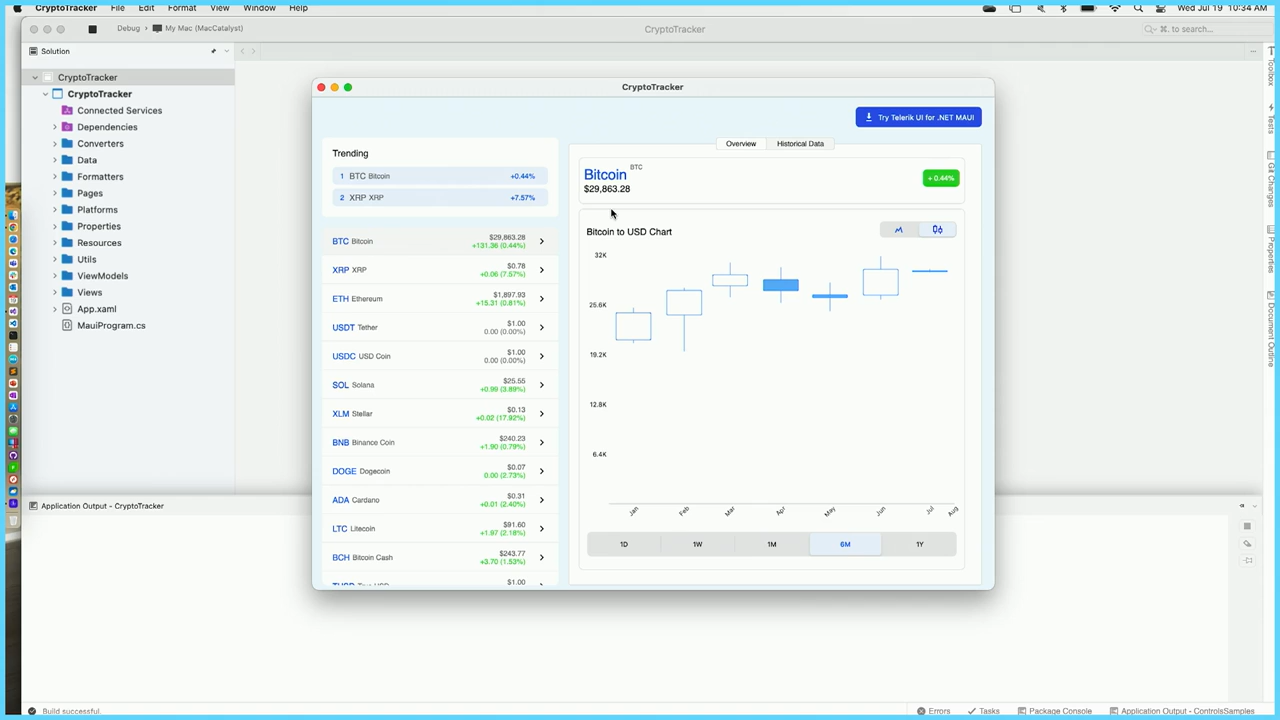 CryptoTracker File Edit Format View Window Help Wed Jul 19 10:34 AM
Debug My Mac (MacCatalyst) CryptoTracker ⌘. to search...
Solution
CryptoTracker
CryptoTracker
Connected Services
Dependencies
Converters
Data
Formatters
Pages
Platforms
Properties
Resources
Utils
ViewModels
Views
App.xaml
MauiProgram.cs
Toolbox
Tests
Git Changes
Properties
Document Outline
CryptoTracker
Try Telerik UI for .NET MAUI
Trending
1 BTC Bitcoin +0.44%
2 XRP XRP +7.57%
BTC Bitcoin $29,863.28
+131.36 (0.44%)
XRP XRP $0.78
+0.06 (7.57%)
ETH Ethereum $1,897.93
+15.31 (0.81%)
USDT Tether $1.00
0.00 (0.00%)
USDC USD Coin $1.00
0.00 (0.00%)
SOL Solana $25.55
+0.99 (3.89%)
XLM Stellar $0.13
+0.02 (17.92%)
BNB Binance Coin $240.23
+1.90 (0.79%)
DOGE Dogecoin $0.07
0.00 (2.73%)
ADA Cardano $0.31
+0.01 (2.40%)
LTC Litecoin $91.60
+1.97 (2.18%)
BCH Bitcoin Cash $243.77
+3.70 (1.53%)
$1.00
Overview Historical Data
Bitcoin BTC
$29,863.28
+ 0.44%
Bitcoin to USD Chart
32K
25.6K
19.2K
12.8K
6.4K
Jan Feb Mar Apr May Jun Jul Aug
1D 1W 1M 6M 1Y
Application Output - CryptoTracker
Build successful.
Errors Tasks Package Console Application Output - ControlsSamples